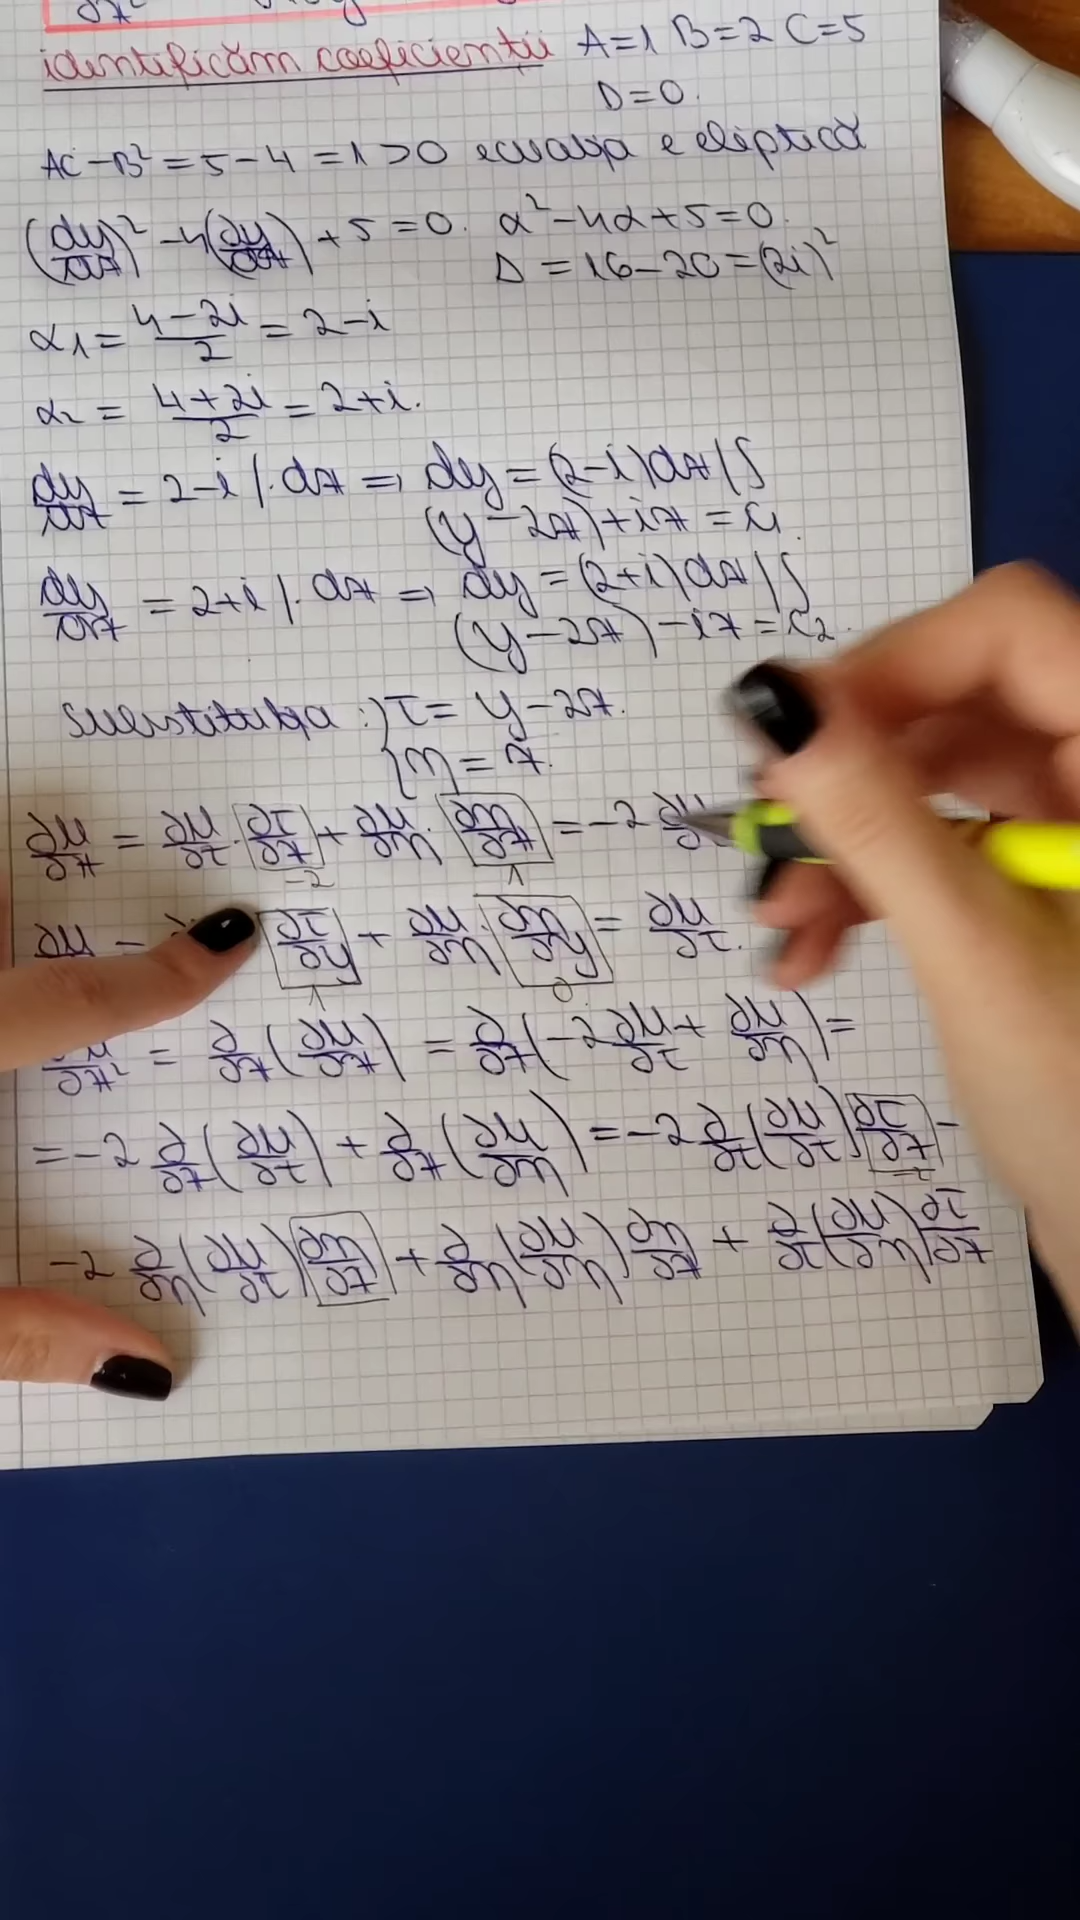 identificăm coeficienții A=1 B=2 C=5
D=0.
AC-B²=5-4=1>0 ecuația e eliptică
(dy/dx)²-4(dy/dx)+5=0. α²-4α+5=0.
Δ=16-20=(2i)²
α1=(4-2i)/2=2-i
α2=(4+2i)/2=2+i.
dy/dx=2-i /·dx ⇒ dy=(2-i)dx /∫
(y-2x)+ix=c1.
dy/dx=2+i /·dx ⇒ dy=(2+i)dx /∫
(y-2x)-ix=c2.
substituția: { τ=y-2x.
η=x.
∂u/∂x=∂u/∂τ·∂τ/∂x+∂u/∂η·∂η/∂x=-2
-2 1
∂u ∂τ/∂y+∂u/∂η·∂η/∂y=∂u/∂τ.
1 0
∂x²=∂/∂x(∂u/∂x)=∂/∂x(-2∂u/∂τ+∂u/∂η)=
=-2∂/∂x(∂u/∂τ)+∂/∂x(∂u/∂η)=-2∂/∂τ(∂u/∂τ)∂τ/∂x-
-2∂/∂η(∂u/∂τ)∂η/∂x+∂/∂η(∂u/∂η)∂η/∂x+∂/∂τ(∂u/∂η)∂τ/∂x